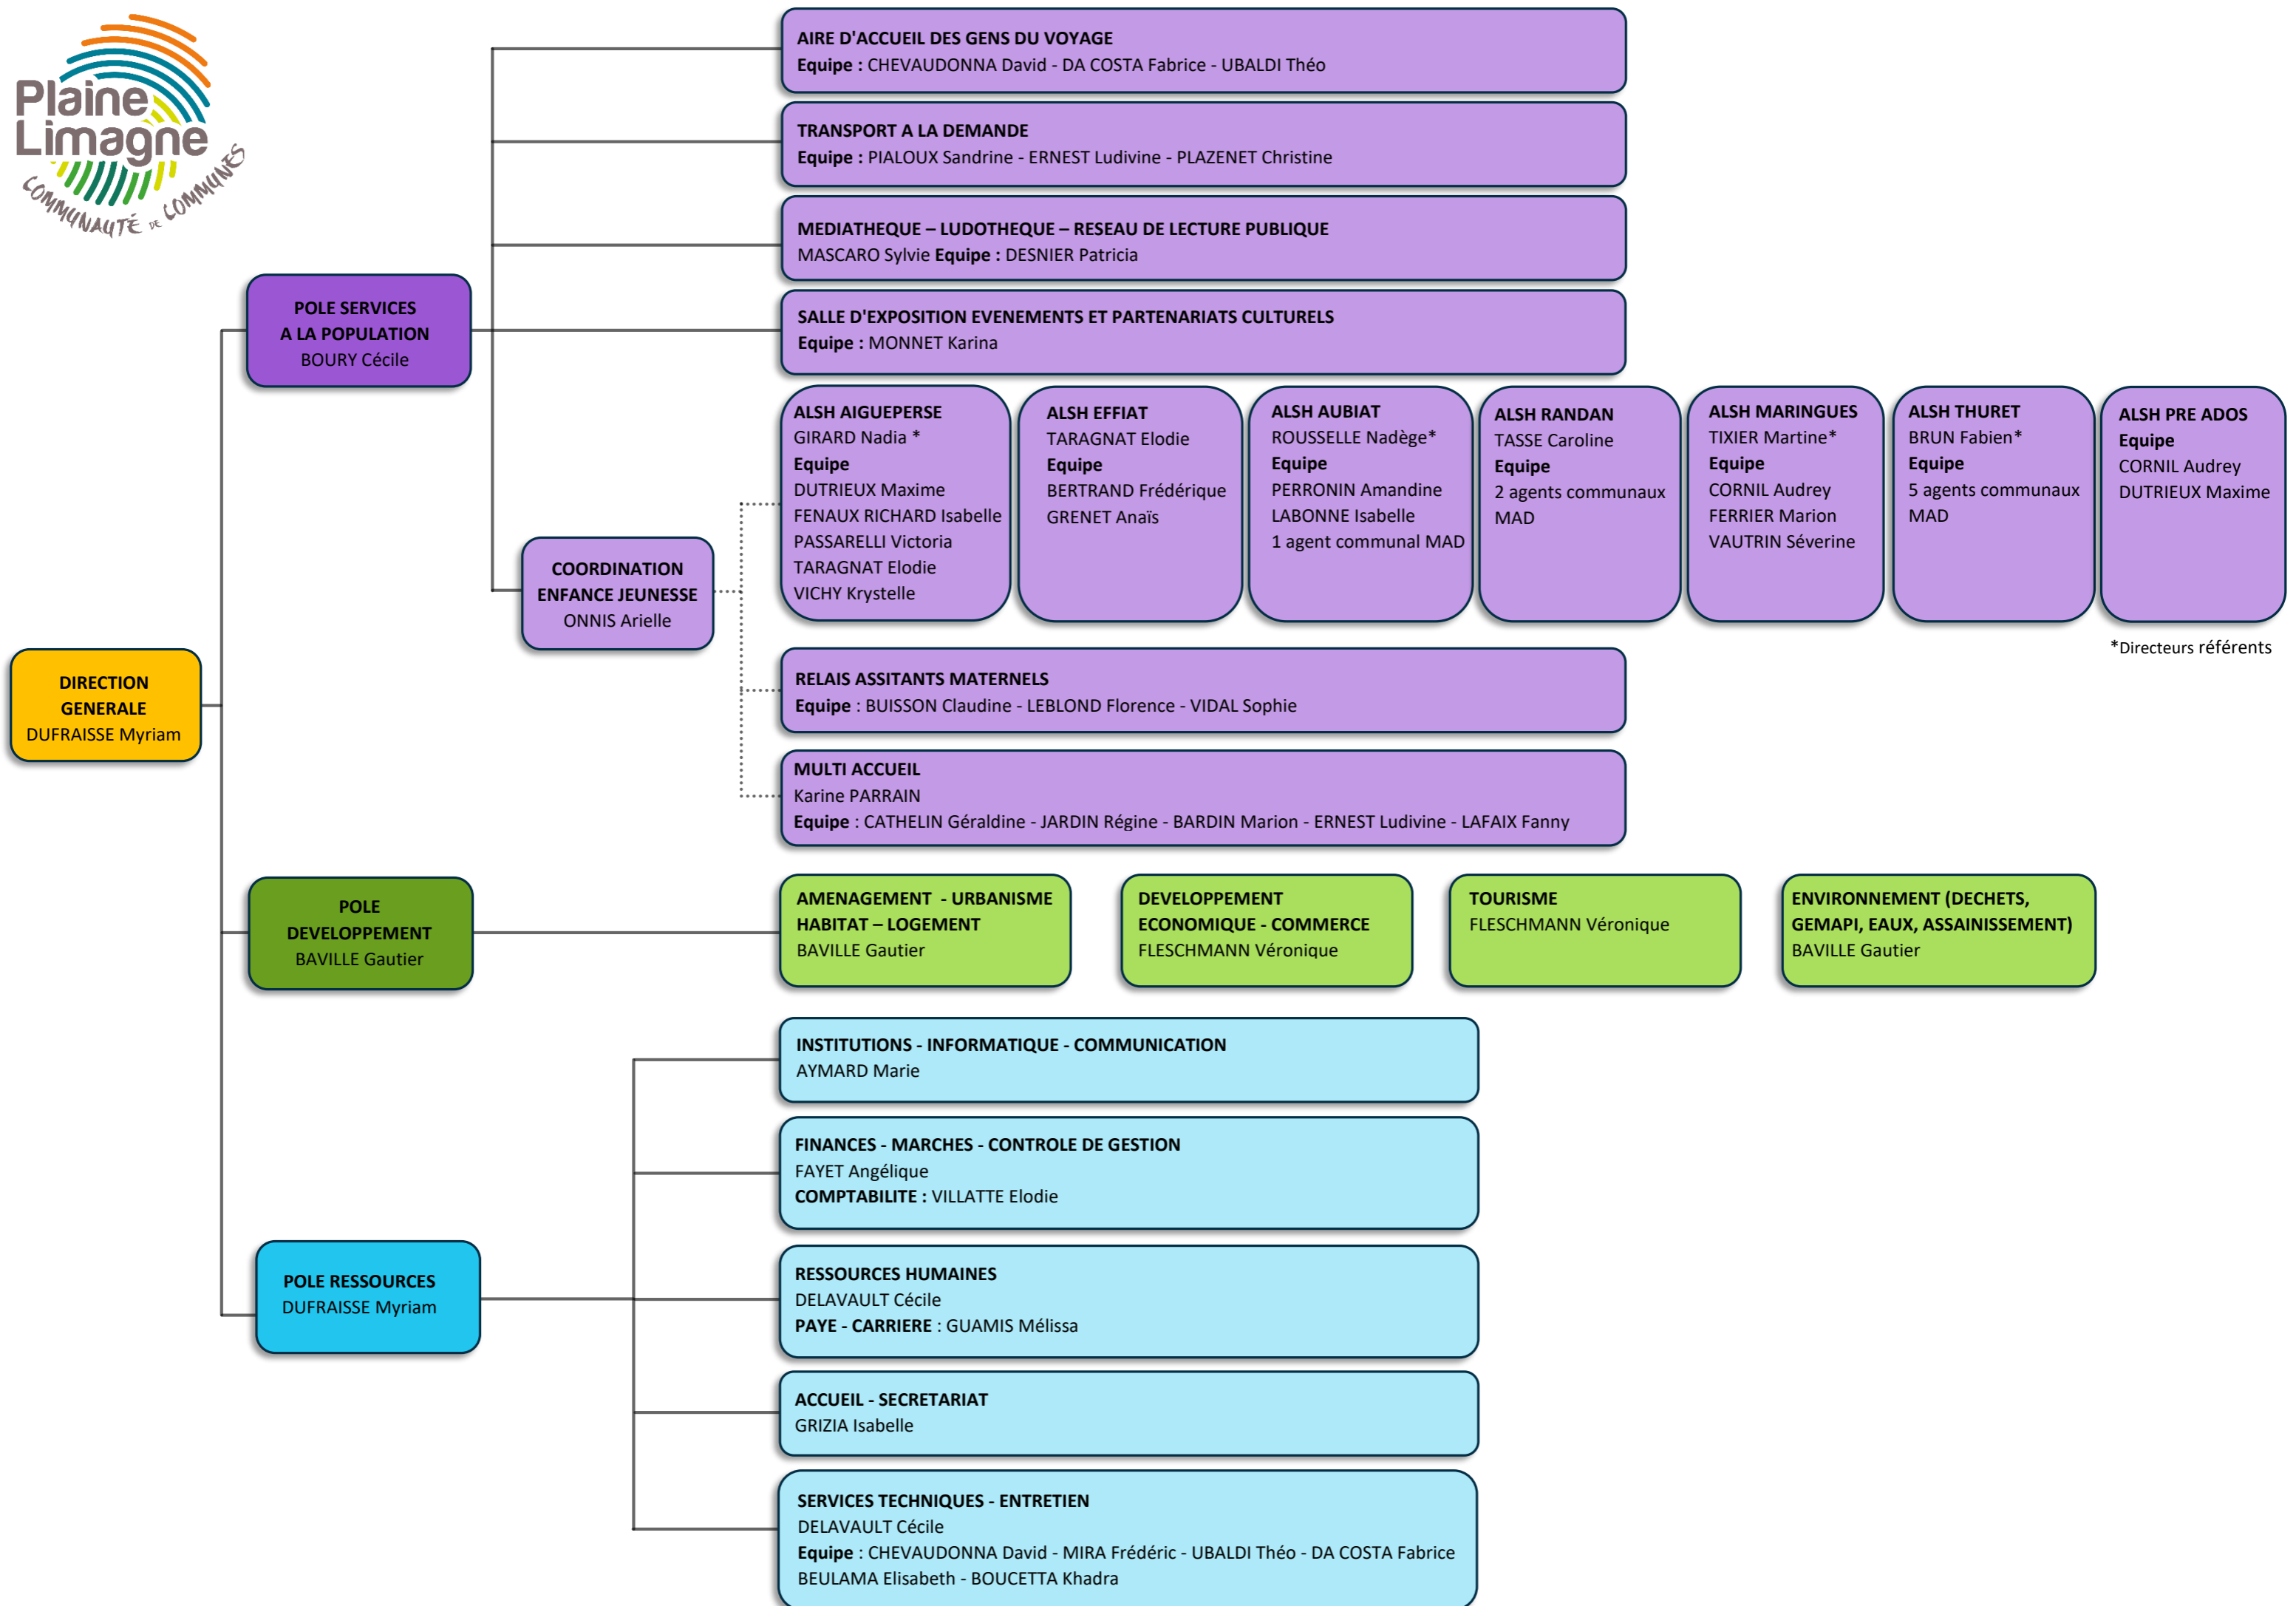 Plaine
Limagne
COMMUNAUTÉ DE COMMUNES
AIRE D'ACCUEIL DES GENS DU VOYAGE
Equipe : CHEVAUDONNA David - DA COSTA Fabrice - UBALDI Théo
TRANSPORT A LA DEMANDE
Equipe : PIALOUX Sandrine - ERNEST Ludivine - PLAZENET Christine
MEDIATHEQUE – LUDOTHEQUE – RESEAU DE LECTURE PUBLIQUE
MASCARO Sylvie Equipe : DESNIER Patricia
POLE SERVICES
A LA POPULATION
BOURY Cécile
SALLE D'EXPOSITION EVENEMENTS ET PARTENARIATS CULTURELS
Equipe : MONNET Karina
ALSH AIGUEPERSE
GIRARD Nadia *
Equipe
DUTRIEUX Maxime
FENAUX RICHARD Isabelle
PASSARELLI Victoria
TARAGNAT Elodie
VICHY Krystelle
ALSH EFFIAT
TARAGNAT Elodie
Equipe
BERTRAND Frédérique
GRENET Anaïs
ALSH AUBIAT
ROUSSELLE Nadège*
Equipe
PERRONIN Amandine
LABONNE Isabelle
1 agent communal MAD
ALSH RANDAN
TASSE Caroline
Equipe
2 agents communaux
MAD
ALSH MARINGUES
TIXIER Martine*
Equipe
CORNIL Audrey
FERRIER Marion
VAUTRIN Séverine
ALSH THURET
BRUN Fabien*
Equipe
5 agents communaux
MAD
ALSH PRE ADOS
Equipe
CORNIL Audrey
DUTRIEUX Maxime
COORDINATION
ENFANCE JEUNESSE
ONNIS Arielle
*Directeurs référents
DIRECTION
GENERALE
DUFRAISSE Myriam
RELAIS ASSITANTS MATERNELS
Equipe : BUISSON Claudine - LEBLOND Florence - VIDAL Sophie
MULTI ACCUEIL
Karine PARRAIN
Equipe : CATHELIN Géraldine - JARDIN Régine - BARDIN Marion - ERNEST Ludivine - LAFAIX Fanny
POLE
DEVELOPPEMENT
BAVILLE Gautier
AMENAGEMENT - URBANISME
HABITAT – LOGEMENT
BAVILLE Gautier
DEVELOPPEMENT
ECONOMIQUE - COMMERCE
FLESCHMANN Véronique
TOURISME
FLESCHMANN Véronique
ENVIRONNEMENT (DECHETS,
GEMAPI, EAUX, ASSAINISSEMENT)
BAVILLE Gautier
INSTITUTIONS - INFORMATIQUE - COMMUNICATION
AYMARD Marie
FINANCES - MARCHES - CONTROLE DE GESTION
FAYET Angélique
COMPTABILITE : VILLATTE Elodie
POLE RESSOURCES
DUFRAISSE Myriam
RESSOURCES HUMAINES
DELAVAULT Cécile
PAYE - CARRIERE : GUAMIS Mélissa
ACCUEIL - SECRETARIAT
GRIZIA Isabelle
SERVICES TECHNIQUES - ENTRETIEN
DELAVAULT Cécile
Equipe : CHEVAUDONNA David - MIRA Frédéric - UBALDI Théo - DA COSTA Fabrice
BEULAMA Elisabeth - BOUCETTA Khadra